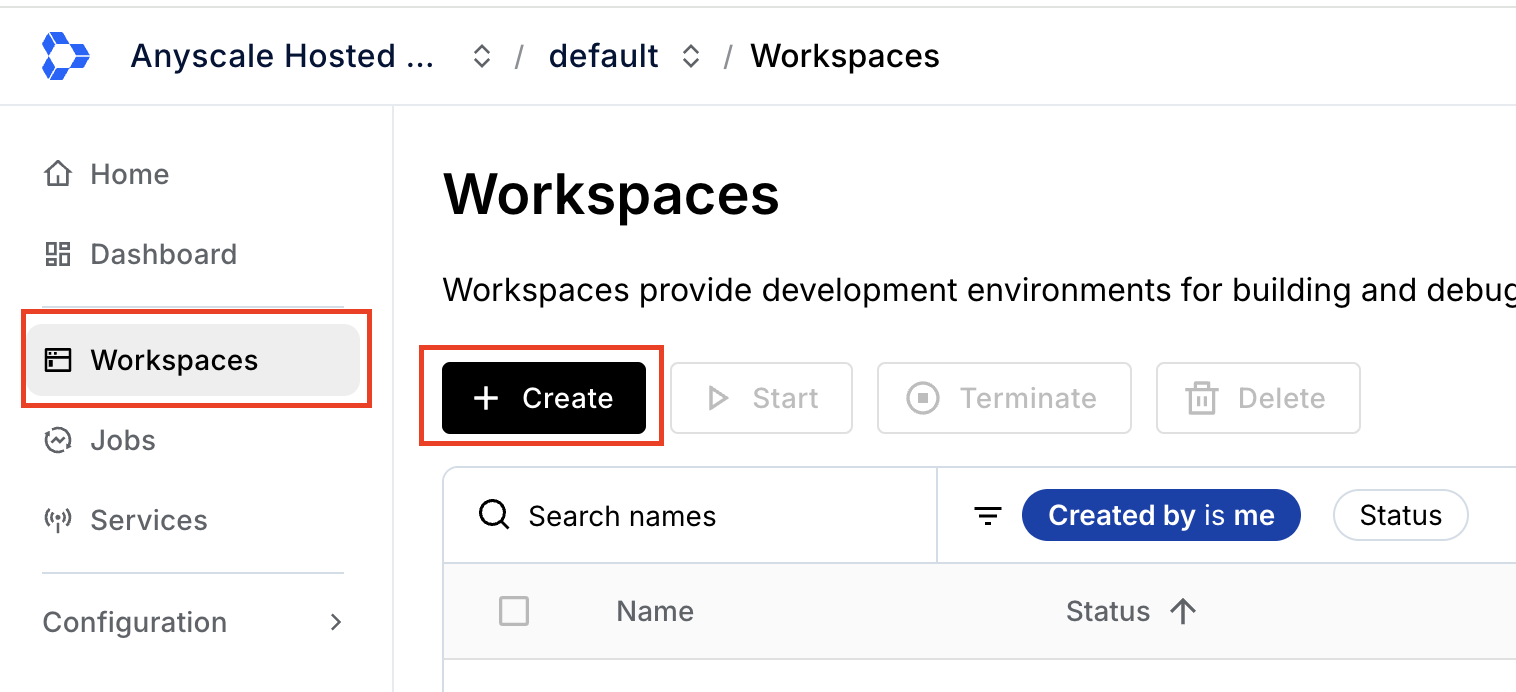 Anyscale Hosted ... / default / Workspaces
Home
Dashboard
Workspaces
Jobs
Services
Configuration
Workspaces
Workspaces provide development environments for building and debug
Create Start Terminate Delete
Search names Created by is me Status
Name Status